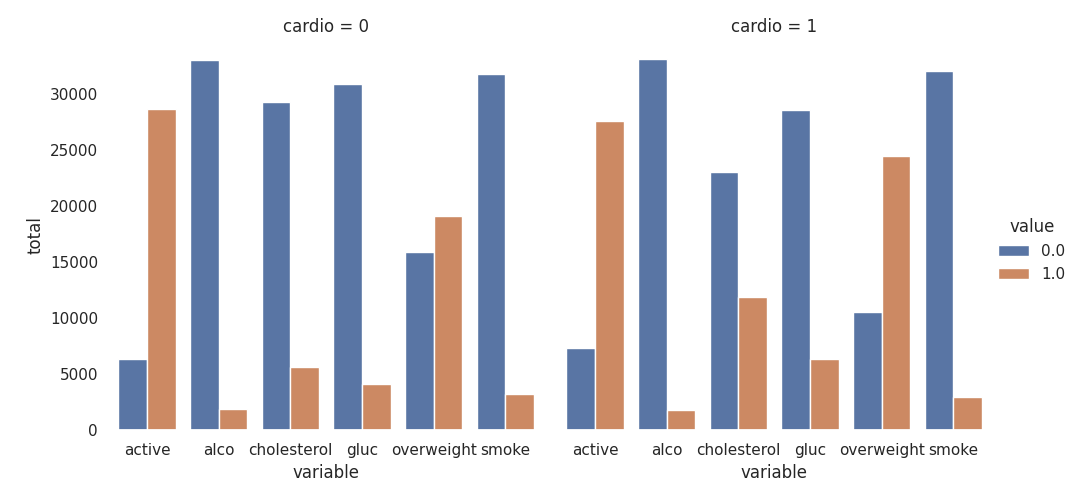 cardio = 0
cardio = 1
30000
25000
20000
15000
10000
5000
0
total
active alco cholesterol gluc overweight smoke
variable
active alco cholesterol gluc overweight smoke
variable
value
0.0
1.0